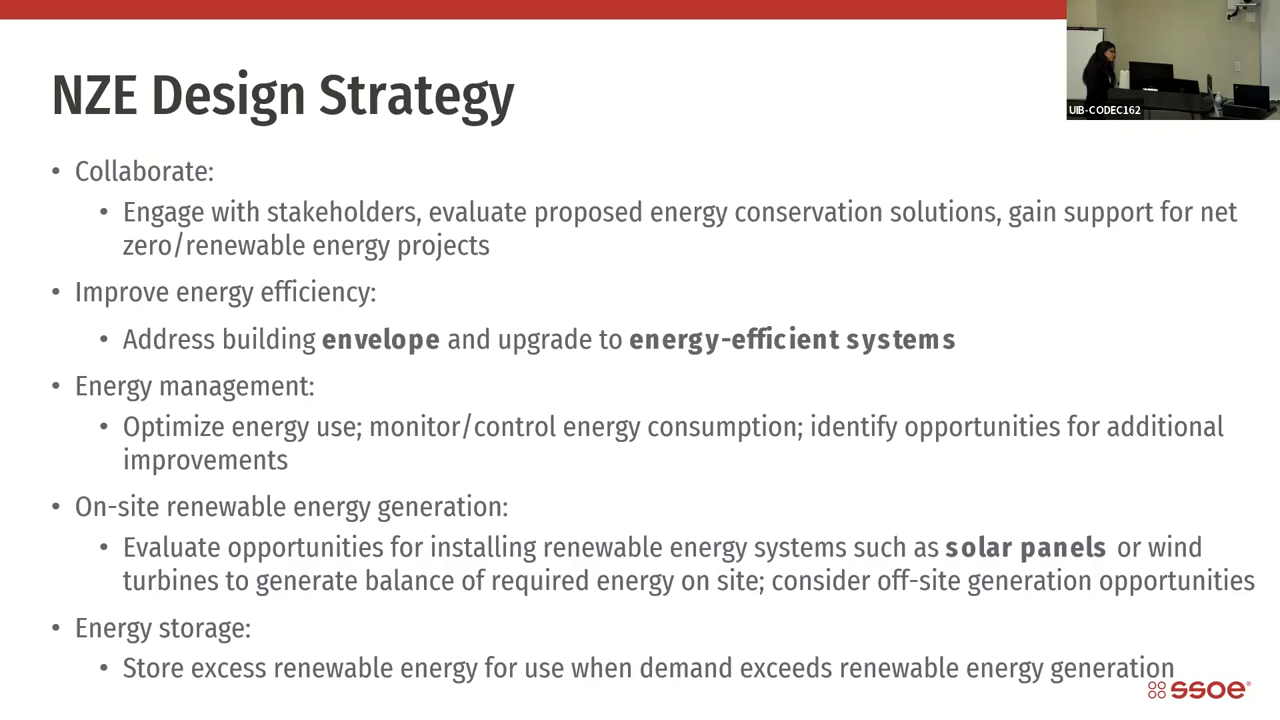 NZE Design Strategy
UIB-CODEC162
• Collaborate:
• Engage with stakeholders, evaluate proposed energy conservation solutions, gain support for net
zero/renewable energy projects
• Improve energy efficiency:
• Address building envelope and upgrade to energy-efficient systems
• Energy management:
• Optimize energy use; monitor/control energy consumption; identify opportunities for additional
improvements
• On-site renewable energy generation:
• Evaluate opportunities for installing renewable energy systems such as solar panels or wind
turbines to generate balance of required energy on site; consider off-site generation opportunities
• Energy storage:
• Store excess renewable energy for use when demand exceeds renewable energy generation
ssoe®